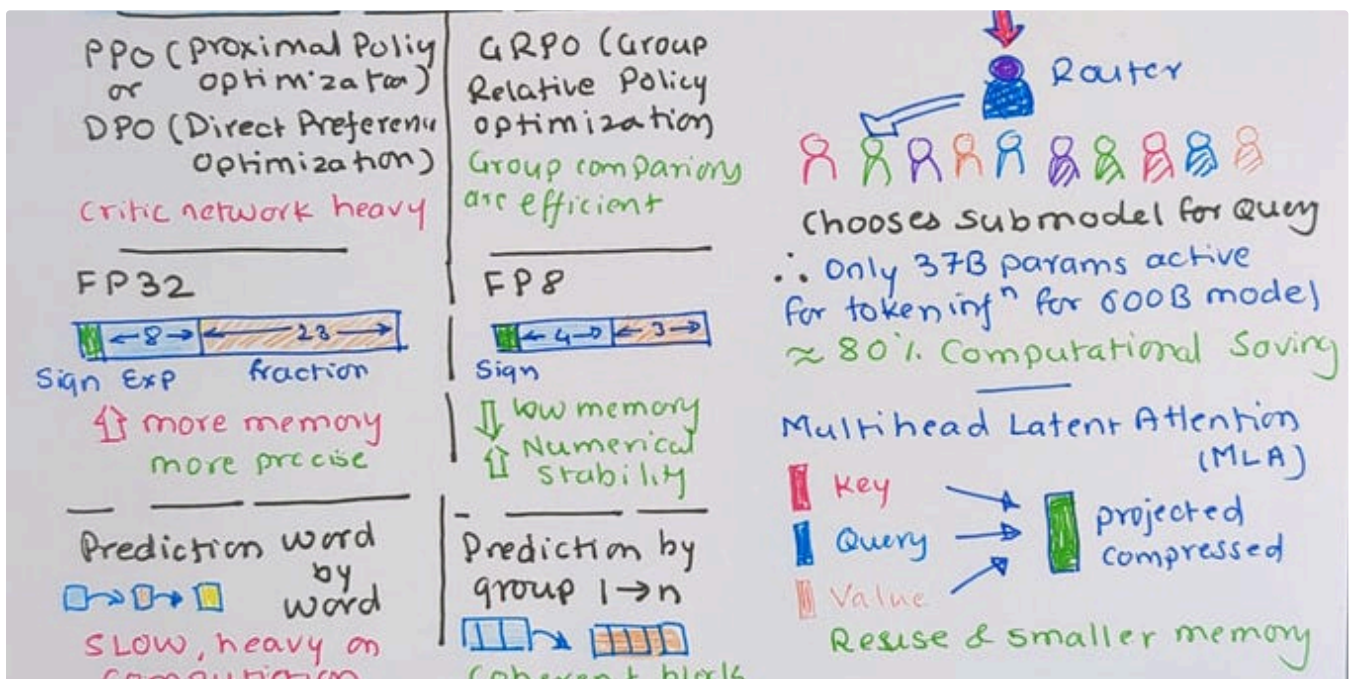 PPO (Proximal Policy
or optimization)
DPO (Direct Preference
optimization)
Critic network heavy
FP32
8 23
Sign Exp fraction
more memory
more precise
Prediction word
by
word
SLOW, heavy on
computation
GRPO (Group
Relative Policy
optimization)
Group comparions
are efficient
FP8
4 3
Sign
low memory
Numerical
stability
Prediction by
group 1→n
Coherent block
Router
Chooses submodel for Query
∴ Only 37B params active
for tokeninfⁿ for 600B model
≈ 80% Computational Saving
Multihead Latent Attention
(MLA)
Key
Query
Value
projected
compressed
Resuse & smaller memory